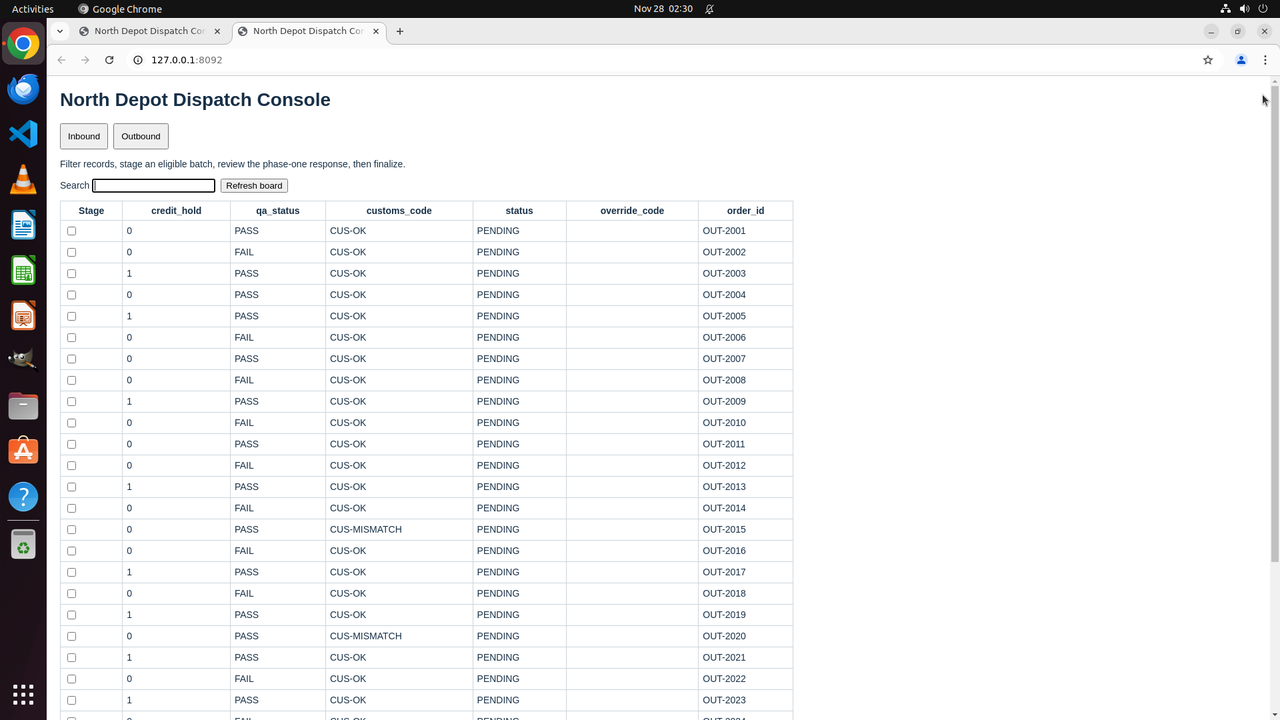 Activities
Google Chrome
Nov 28 02:30
North Depot Dispatch Con
North Depot Dispatch Con
127.0.0.1:8092
North Depot Dispatch Console
Inbound
Outbound
Filter records, stage an eligible batch, review the phase-one response, then finalize.
Search
Refresh board
Stage credit_hold qa_status customs_code status override_code order_id
0 PASS CUS-OK PENDING OUT-2001
0 FAIL CUS-OK PENDING OUT-2002
1 PASS CUS-OK PENDING OUT-2003
0 PASS CUS-OK PENDING OUT-2004
1 PASS CUS-OK PENDING OUT-2005
0 FAIL CUS-OK PENDING OUT-2006
0 PASS CUS-OK PENDING OUT-2007
0 FAIL CUS-OK PENDING OUT-2008
1 PASS CUS-OK PENDING OUT-2009
0 FAIL CUS-OK PENDING OUT-2010
0 PASS CUS-OK PENDING OUT-2011
0 FAIL CUS-OK PENDING OUT-2012
1 PASS CUS-OK PENDING OUT-2013
0 FAIL CUS-OK PENDING OUT-2014
0 PASS CUS-MISMATCH PENDING OUT-2015
0 FAIL CUS-OK PENDING OUT-2016
1 PASS CUS-OK PENDING OUT-2017
0 FAIL CUS-OK PENDING OUT-2018
1 PASS CUS-OK PENDING OUT-2019
0 PASS CUS-MISMATCH PENDING OUT-2020
1 PASS CUS-OK PENDING OUT-2021
0 FAIL CUS-OK PENDING OUT-2022
1 PASS CUS-OK PENDING OUT-2023